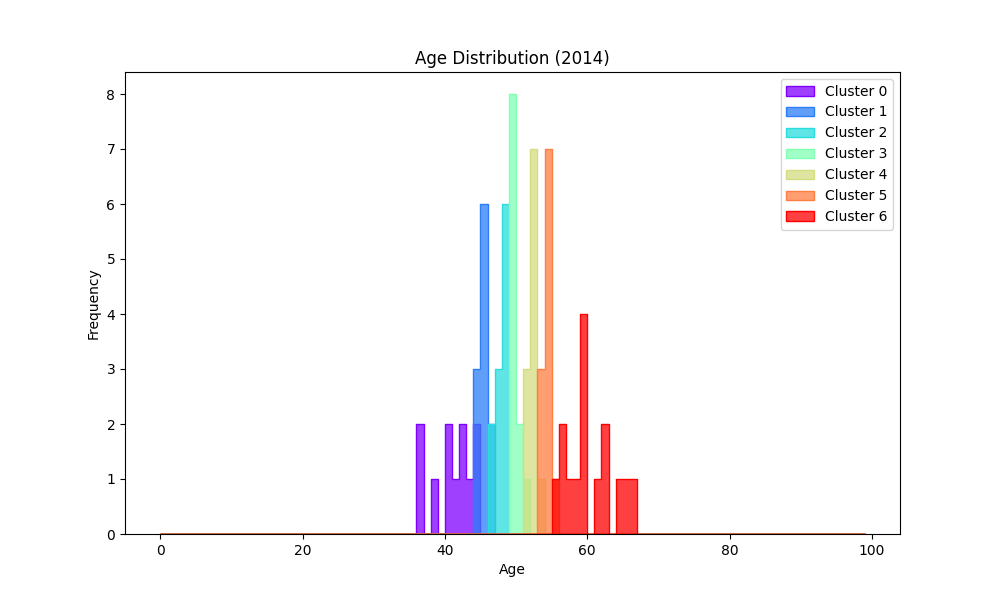 Age Distribution (2014)
Cluster 0
Cluster 1
Cluster 2
Cluster 3
Cluster 4
Cluster 5
Cluster 6
Frequency
8
7
6
5
4
3
2
1
0
0 20 40 60 80 100
Age